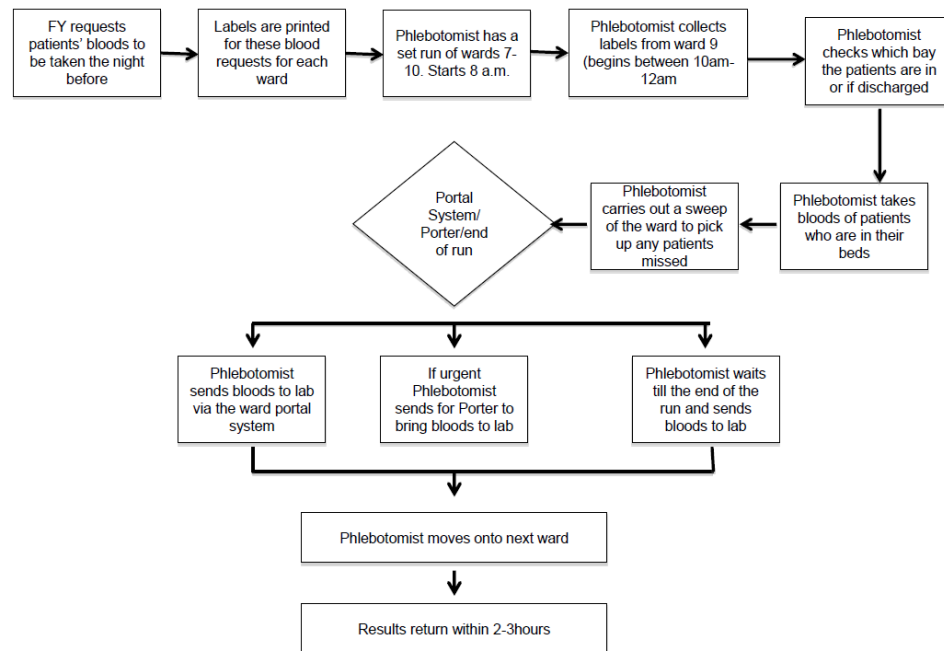 FY requests
patients' bloods to
be taken the night
before
Labels are printed
for these blood
requests for each
ward
Phlebotomist has a
set run of wards 7-
10. Starts 8 a.m.
Phlebotomist collects
labels from ward 9
(begins between 10am-
12am
Phlebotomist
checks which bay
the patients are in
or if discharged
Portal
System/
Porter/end
of run
Phlebotomist
carries out a sweep
of the ward to pick
up any patients
missed
Phlebotomist takes
bloods of patients
who are in their
beds
Phlebotomist
sends bloods to lab
via the ward portal
system
If urgent
Phlebotomist
sends for Porter to
bring bloods to lab
Phlebotomist waits
till the end of the
run and sends
bloods to lab
Phlebotomist moves onto next ward
Results return within 2-3hours